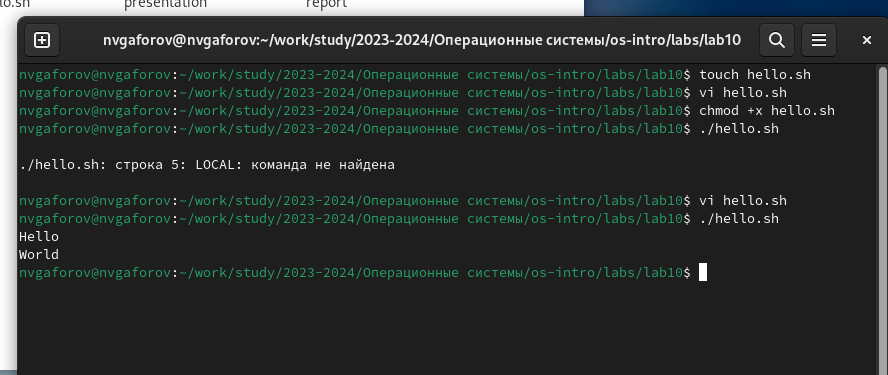 lo.sh presentation report
nvgaforov@nvgaforov:~/work/study/2023-2024/Операционные системы/os-intro/labs/lab10
nvgaforov@nvgaforov:~/work/study/2023-2024/Операционные системы/os-intro/labs/lab10$ touch hello.sh
nvgaforov@nvgaforov:~/work/study/2023-2024/Операционные системы/os-intro/labs/lab10$ vi hello.sh
nvgaforov@nvgaforov:~/work/study/2023-2024/Операционные системы/os-intro/labs/lab10$ chmod +x hello.sh
nvgaforov@nvgaforov:~/work/study/2023-2024/Операционные системы/os-intro/labs/lab10$ ./hello.sh
./hello.sh: строка 5: LOCAL: команда не найдена
nvgaforov@nvgaforov:~/work/study/2023-2024/Операционные системы/os-intro/labs/lab10$ vi hello.sh
nvgaforov@nvgaforov:~/work/study/2023-2024/Операционные системы/os-intro/labs/lab10$ ./hello.sh
Hello
World
nvgaforov@nvgaforov:~/work/study/2023-2024/Операционные системы/os-intro/labs/lab10$